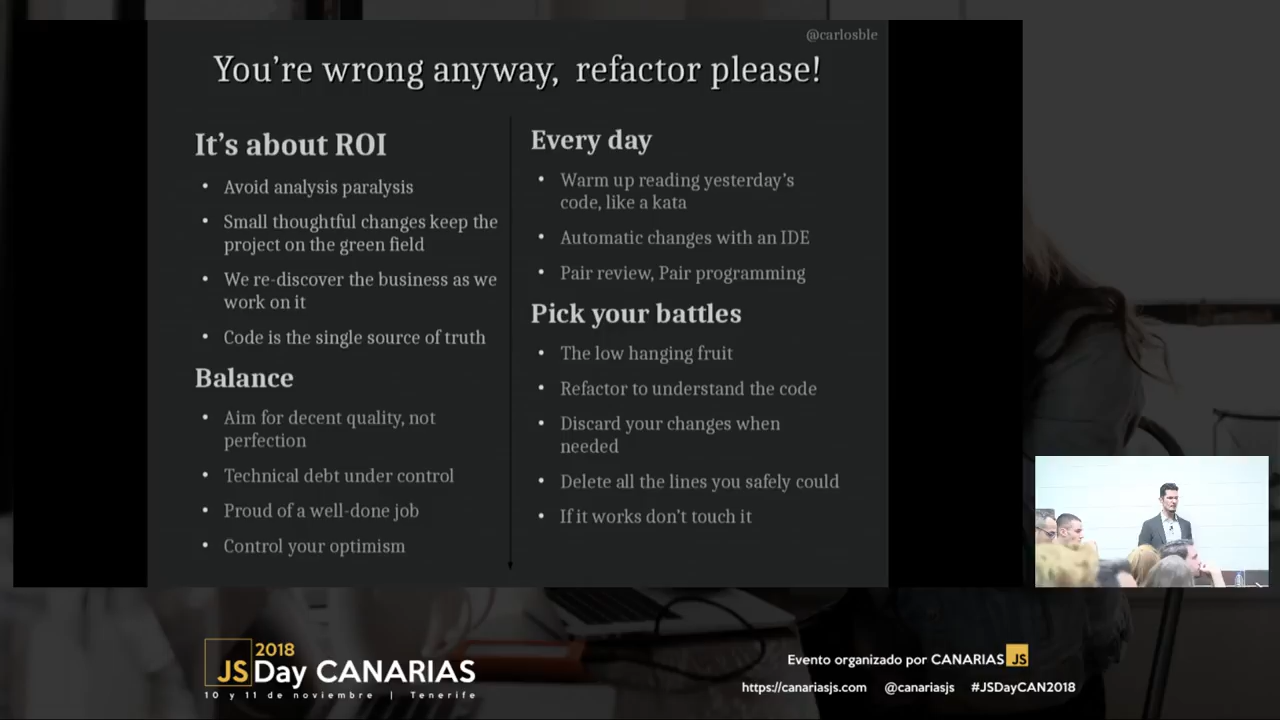 @carlosble
You're wrong anyway, refactor please!
It's about ROI
• Avoid analysis paralysis
• Small thoughtful changes keep the
project on the green field
• We re-discover the business as we
work on it
• Code is the single source of truth
Balance
• Aim for decent quality, not
perfection
• Technical debt under control
• Proud of a well-done job
• Control your optimism
Every day
• Warm up reading yesterday's
code, like a kata
• Automatic changes with an IDE
• Pair review, Pair programming
Pick your battles
• The low hanging fruit
• Refactor to understand the code
• Discard your changes when
needed
• Delete all the lines you safely could
• If it works don't touch it
2018
JSDay CANARIAS
10 y 11 de noviembre | Tenerife
Evento organizado por CANARIAS JS
https://canariasjs.com @canariasjs #JSDayCAN2018